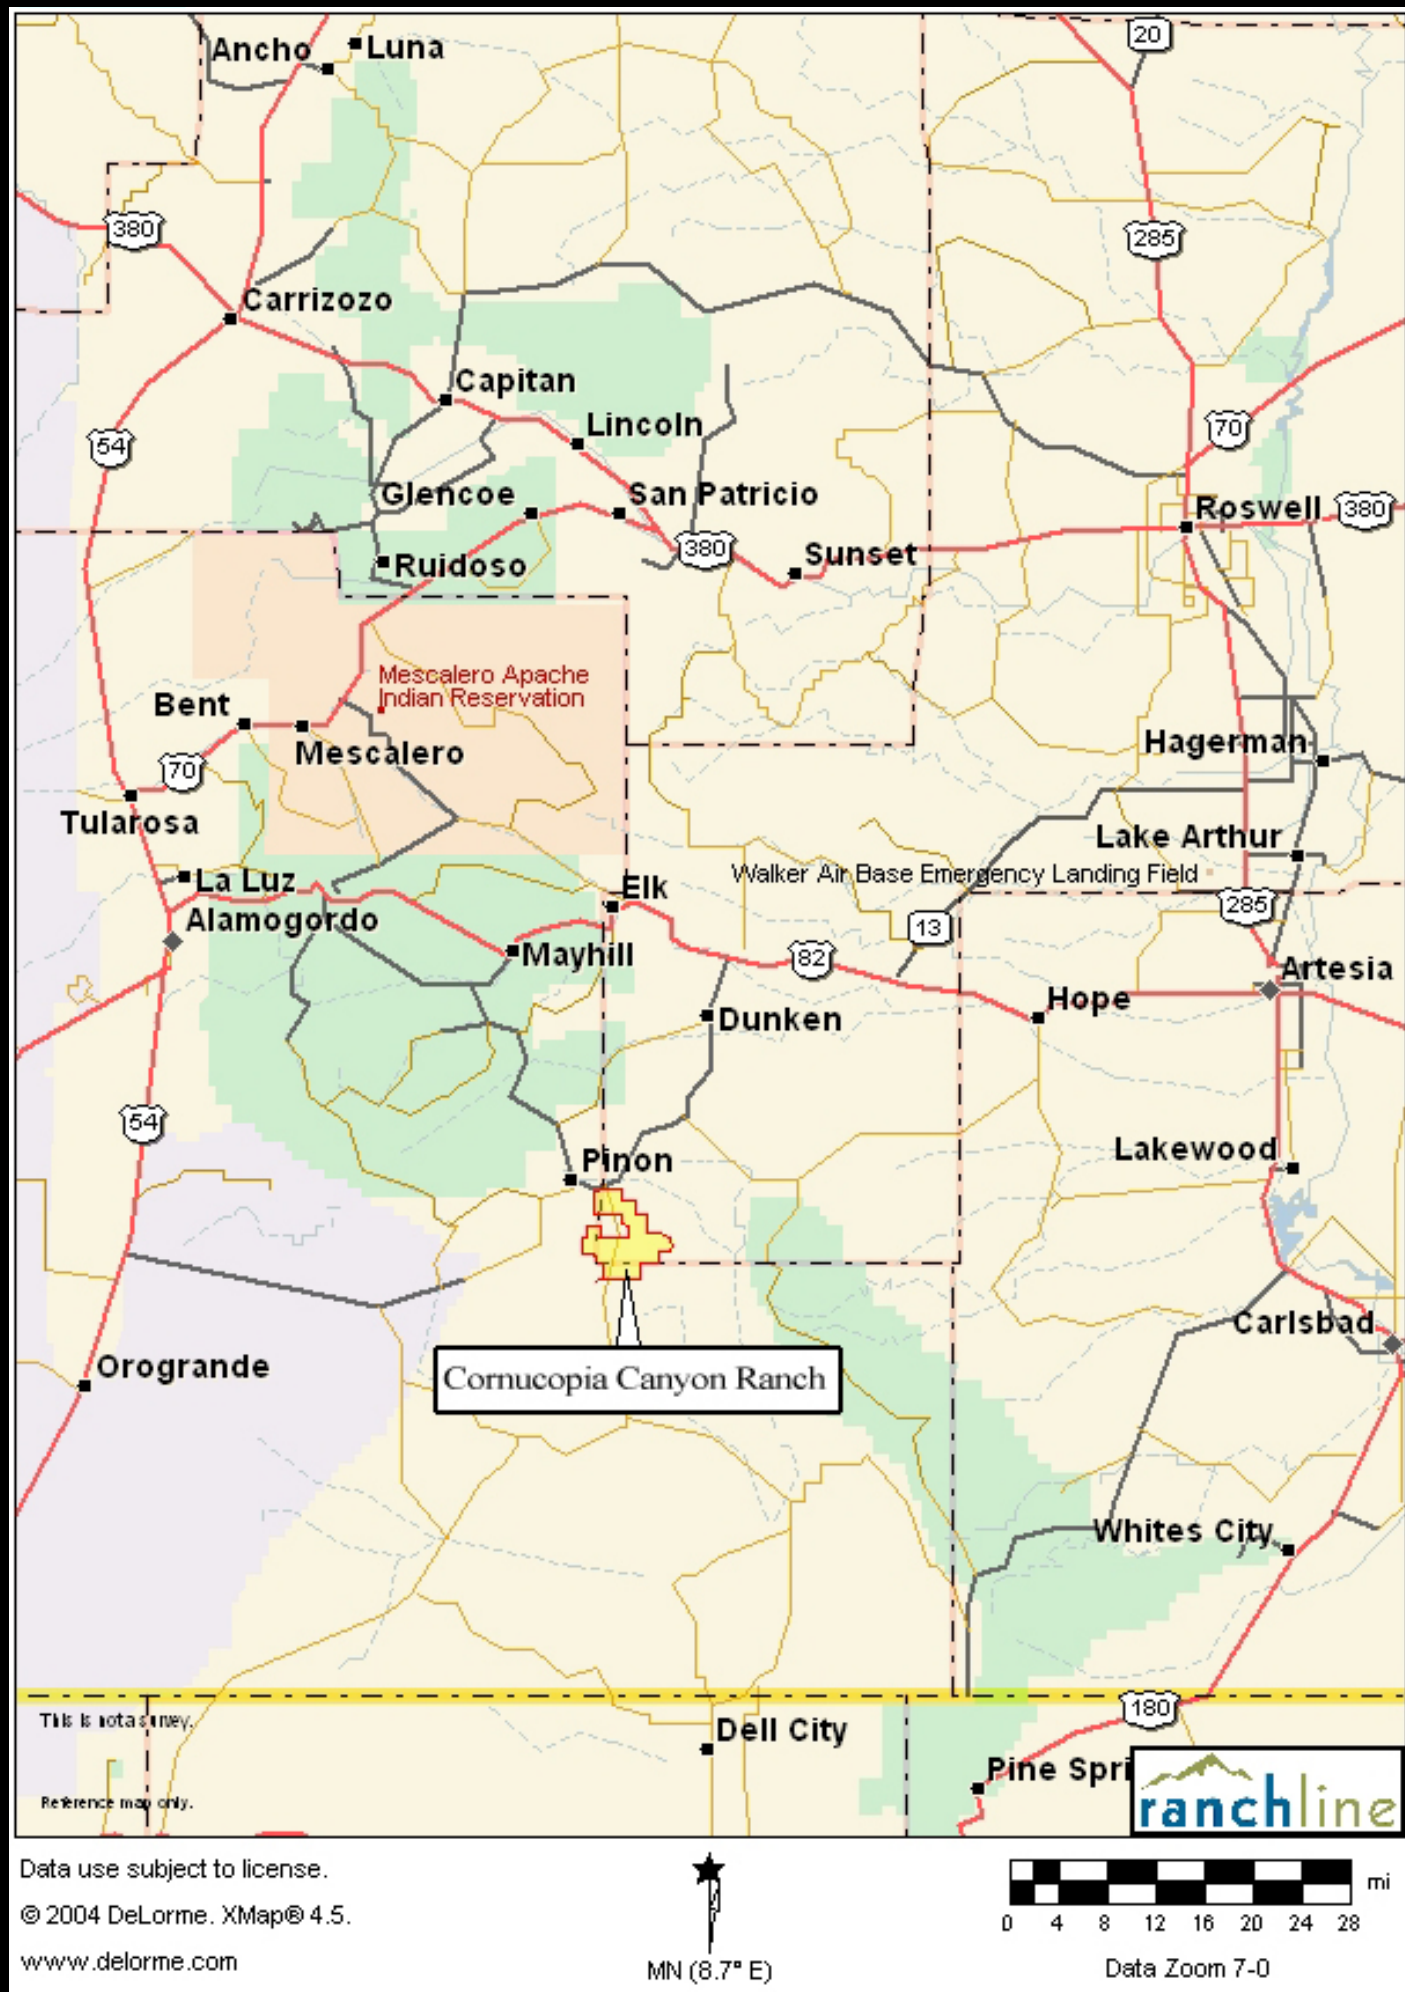 Ancho
Luna
20
380
285
Carrizozo
Capitan
54
Lincoln
70
Glencoe
San Patricio
Roswell
380
380
Ruidoso
Sunset
Mescalero Apache
Indian Reservation
Bent
Mescalero
Hagerman
70
Tularosa
Lake Arthur
La Luz
Elk
Walker Air Base Emergency Landing Field
285
Alamogordo
13
Mayhill
82
Artesia
Hope
Dunken
54
Lakewood
Pinon
Carlsbad
Orogrande
Cornucopia Canyon Ranch
Whites City
180
This is not a survey.
Dell City
Pine Spri
ranchline
Reference map only.
Data use subject to license.
© 2004 DeLorme. XMap® 4.5.
www.delorme.com
MN (8.7° E)
mi
0 4 8 12 16 20 24 28
Data Zoom 7-0